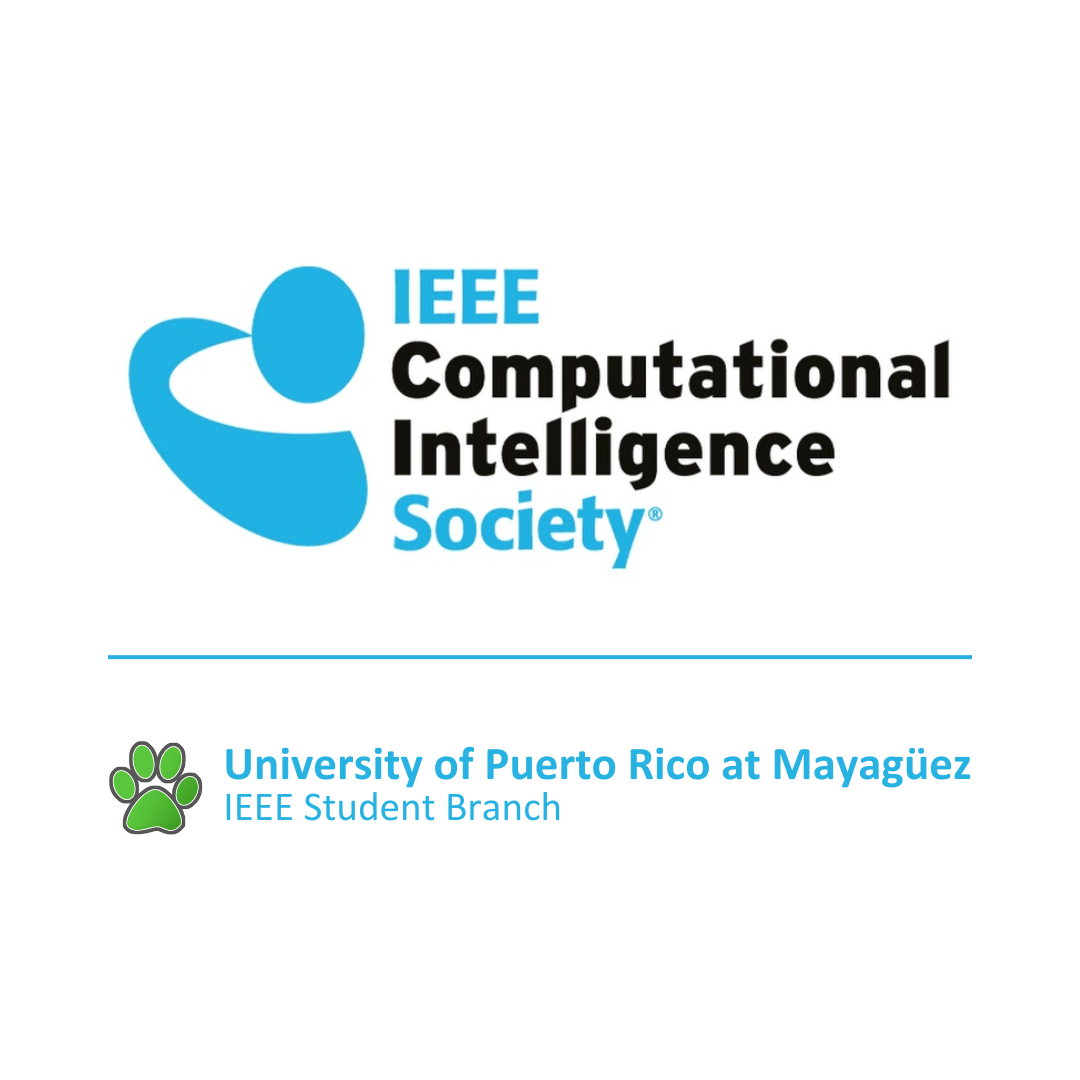 IEEE
Computational
Intelligence
Society®
University of Puerto Rico at Mayagüez
IEEE Student Branch